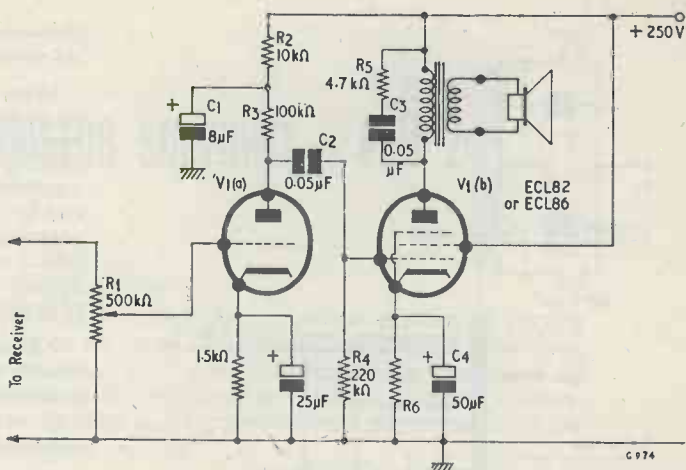 R2
10kΩ
+ 250V
R5
4.7kΩ
+
C1
8μF
R3
100kΩ
C3
0.05
μF
C2
0.05μF
V1(a)
V1(b)
ECL82
or ECL86
To Receiver
R1
500kΩ
1.5kΩ
+
25μF
R4
220
kΩ
R6
+
C4
50μF
C974